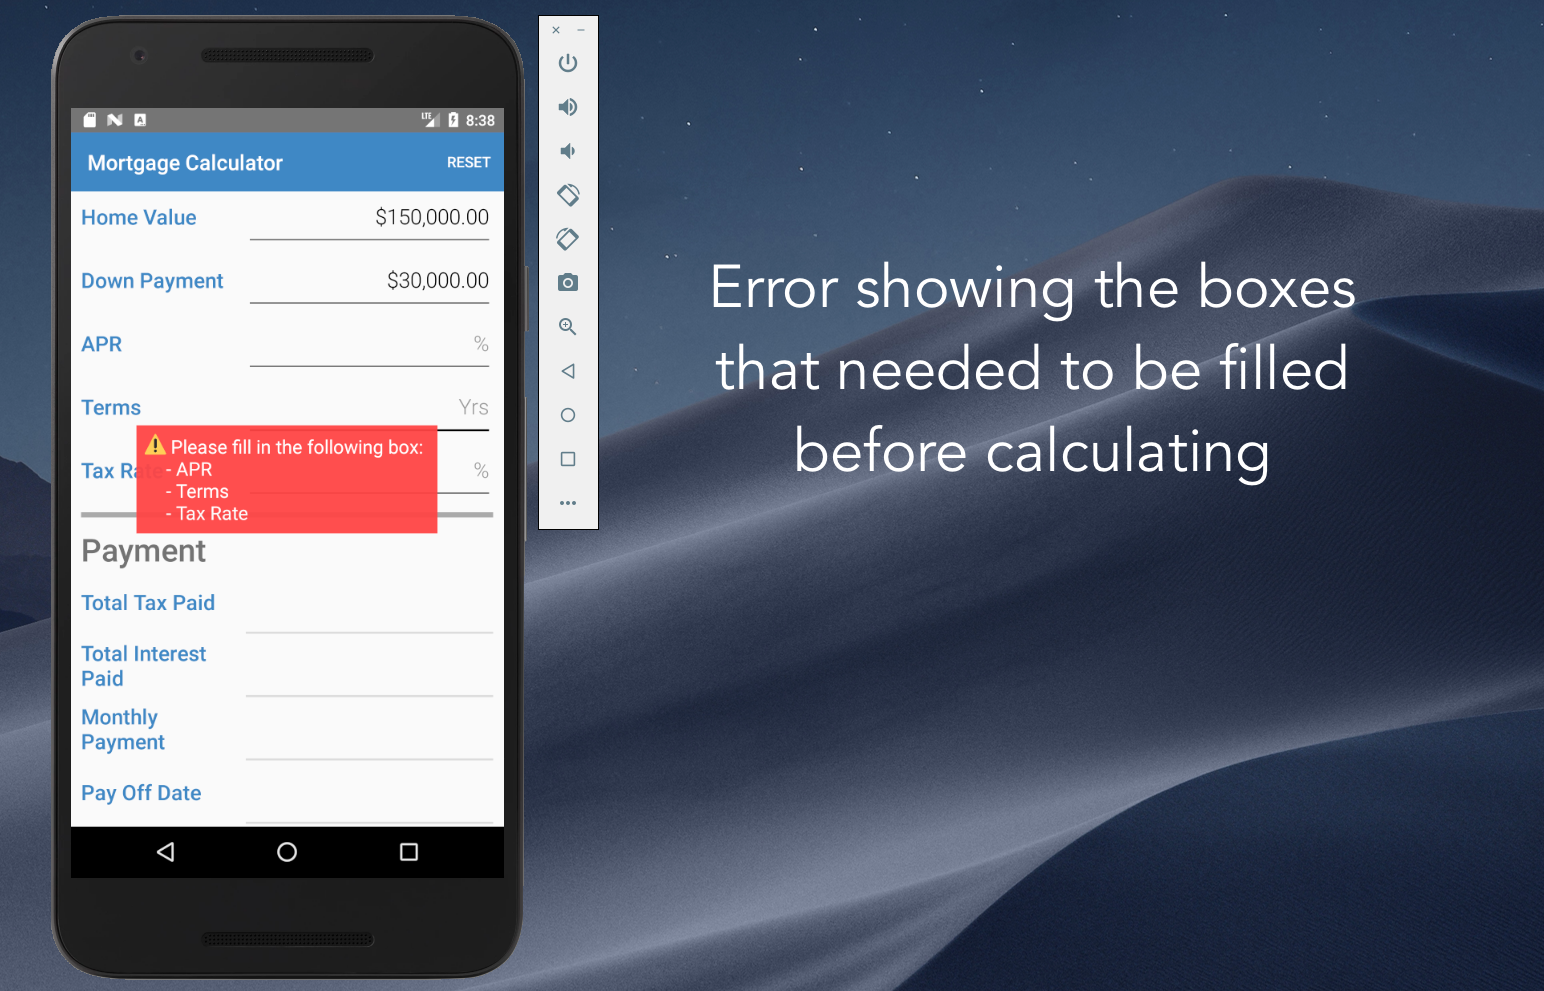 LTE 8:38
Mortgage Calculator RESET
Home Value $150,000.00
Down Payment $30,000.00
APR %
Terms Yrs
⚠ Please fill in the following box:
- APR
Tax Rate %
- Terms
- Tax Rate
Payment
Total Tax Paid
Total Interest
Paid
Monthly
Payment
Pay Off Date
Error showing the boxes
that needed to be filled
before calculating